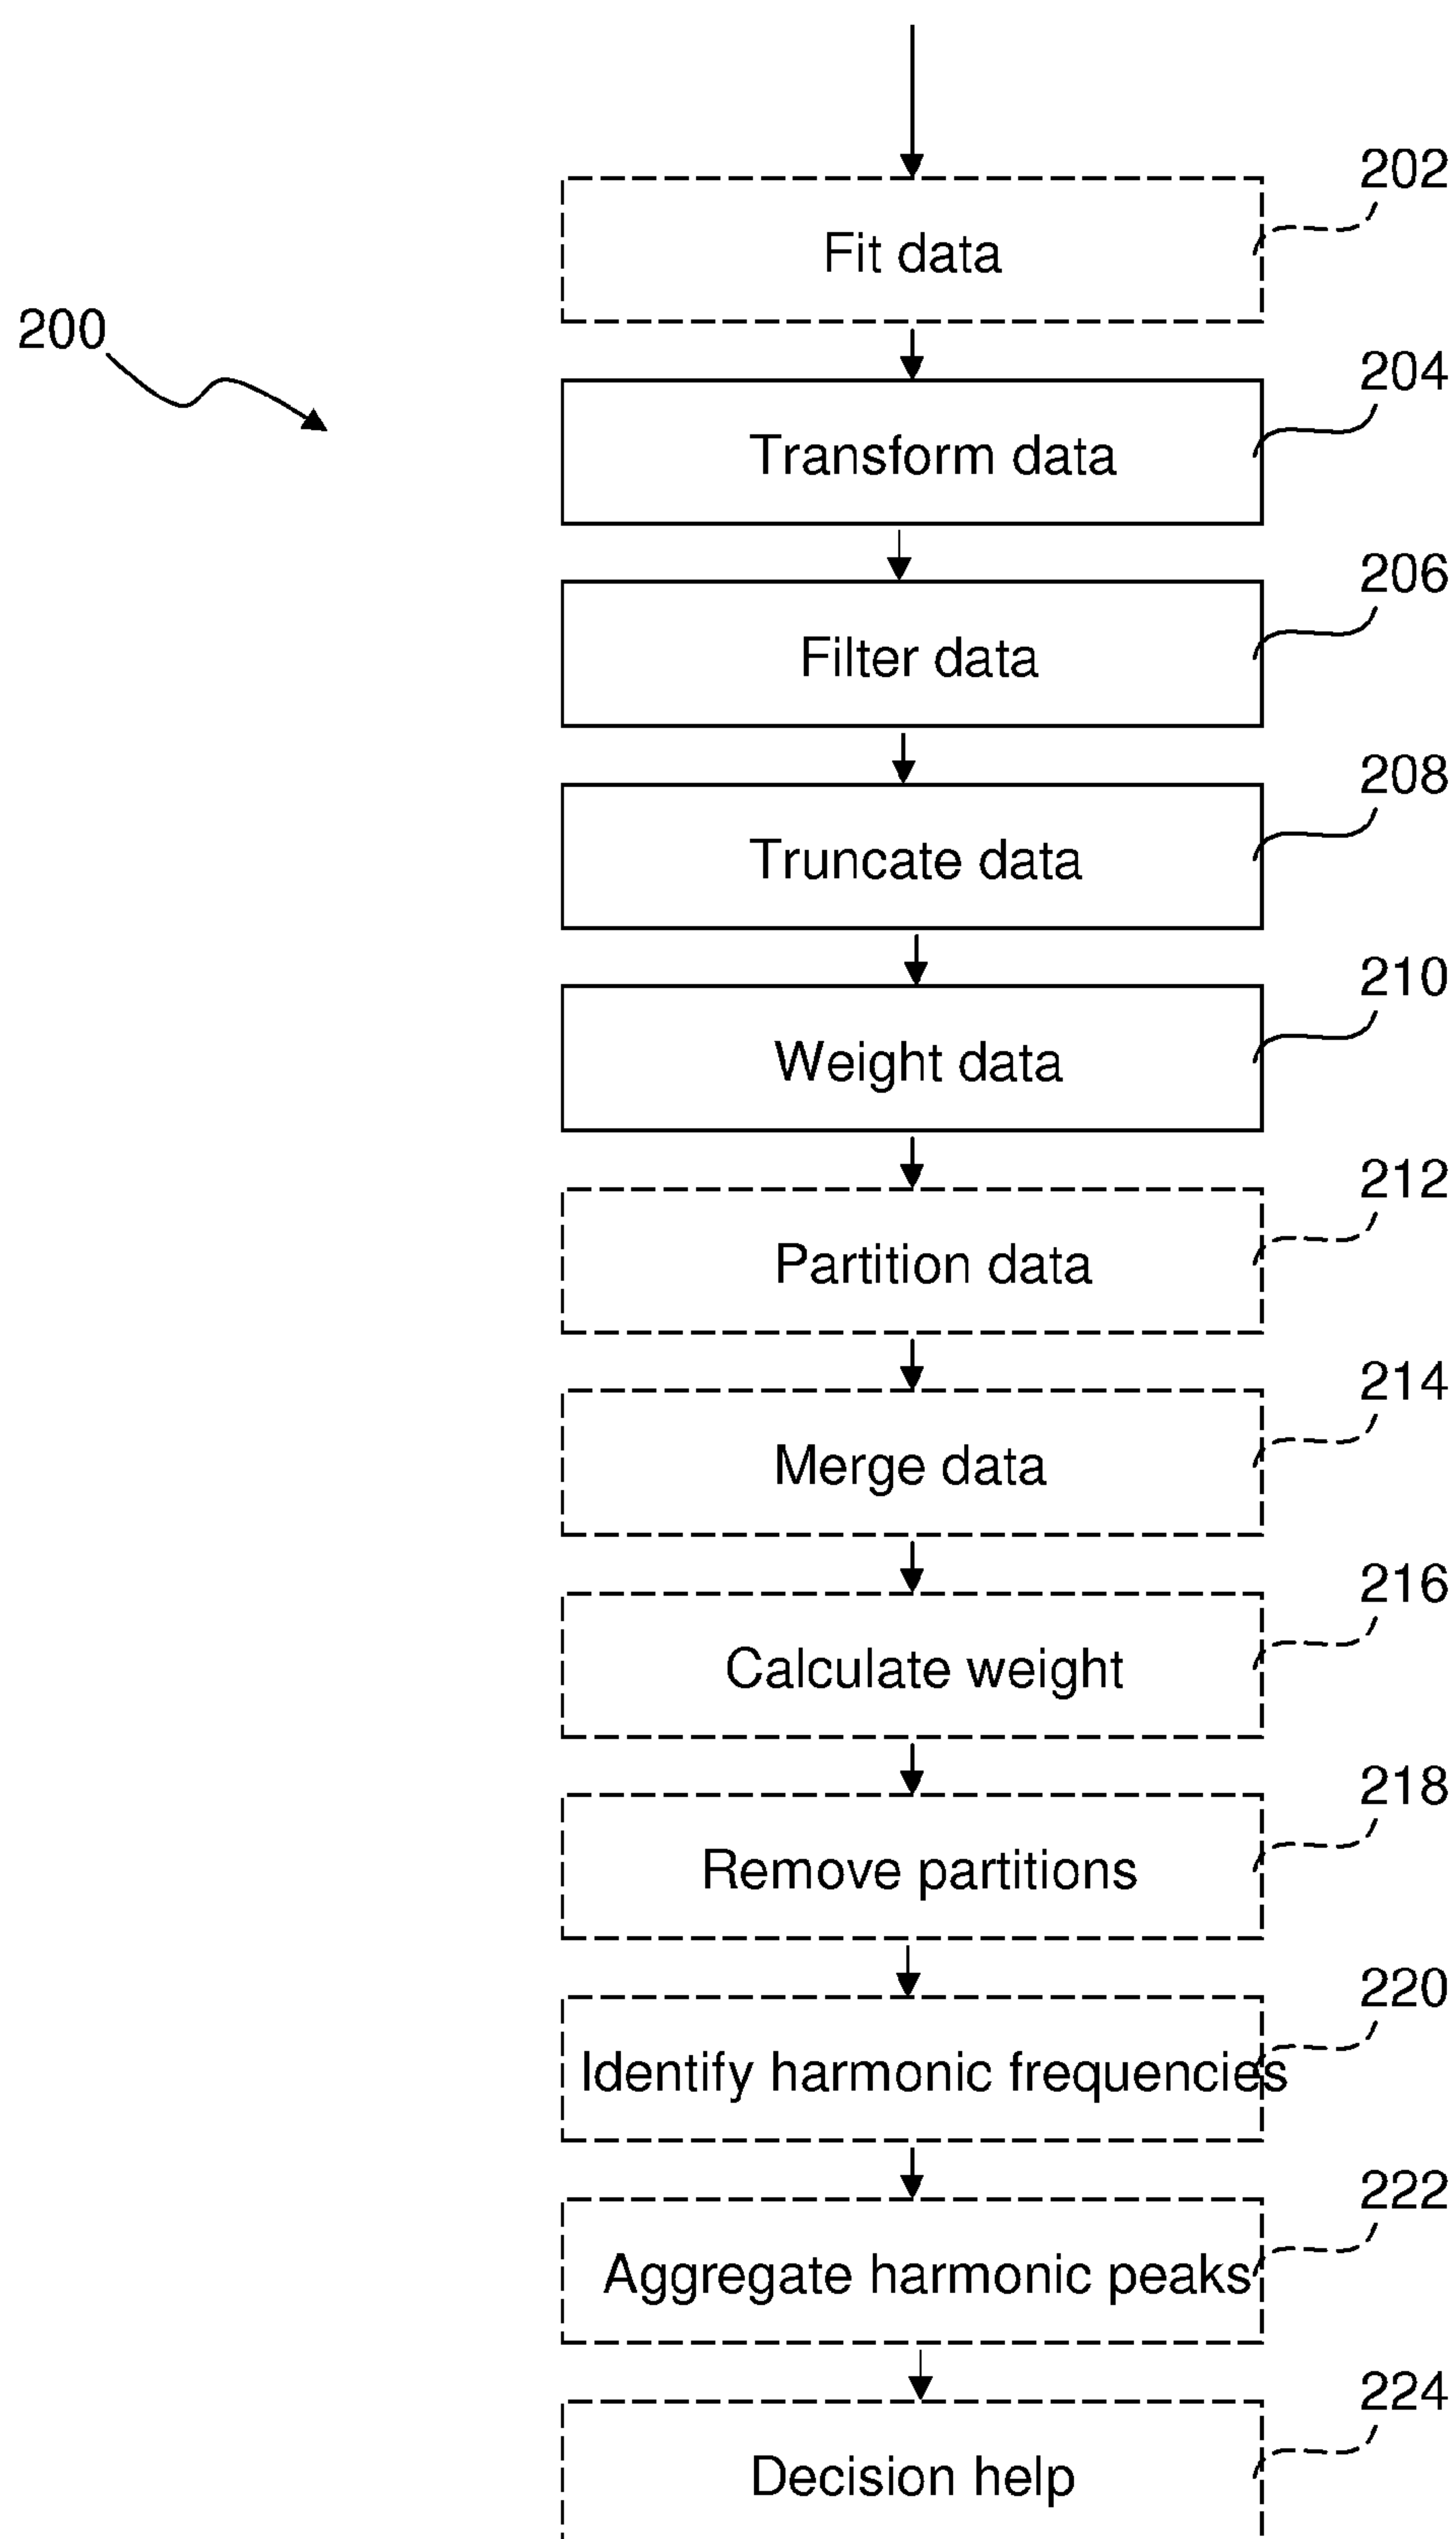 202
Fit data
200
204
Transform data
206
Filter data
208
Truncate data
210
Weight data
212
Partition data
214
Merge data
216
Calculate weight
218
Remove partitions
220
Identify harmonic frequencies
222
Aggregate harmonic peaks
224
Decision help